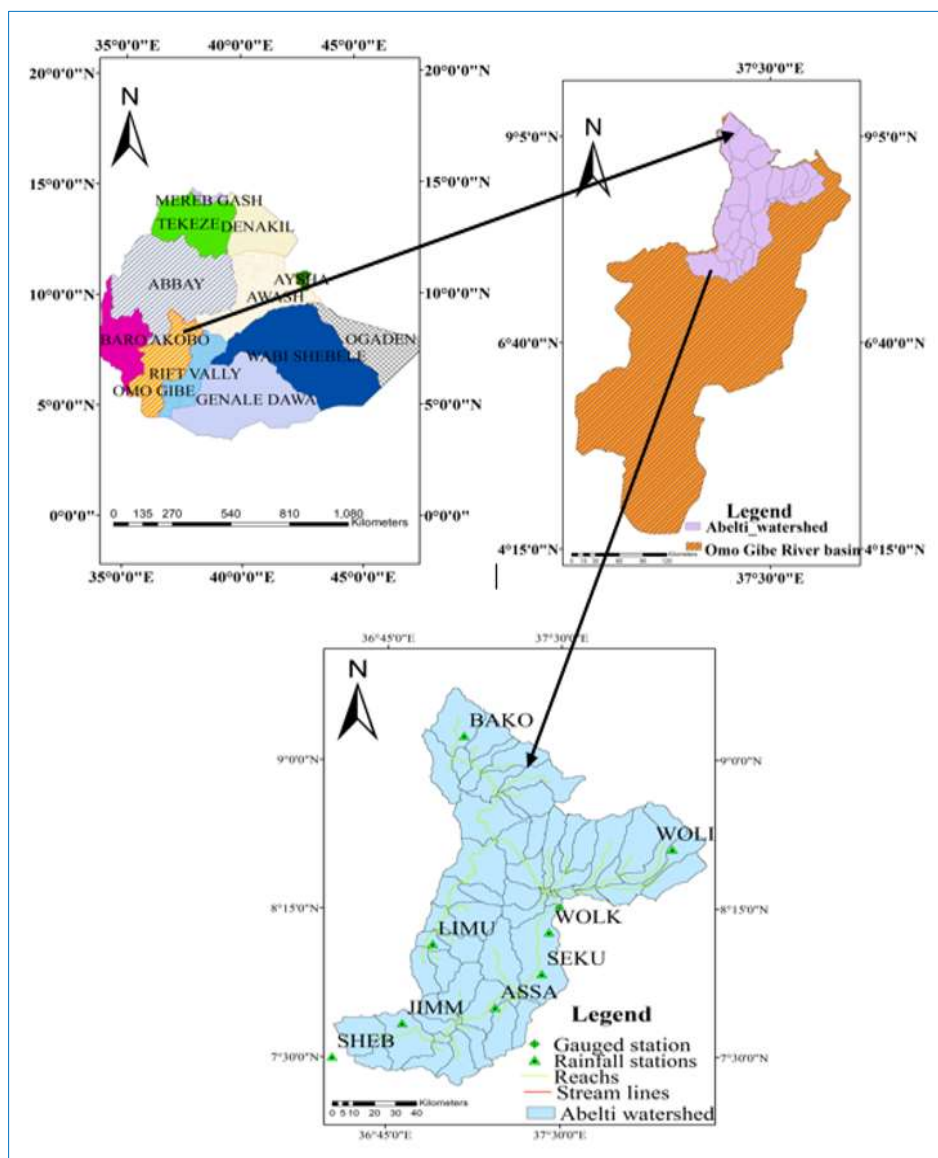 35°0'0"E 40°0'0"E 45°0'0"E
20°0'0"N 20°0'0"N
N
15°0'0"N 15°0'0"N
MEREB GASH
TEKEZE DENAKIL
AYSHA
ABBAY
AWASH
10°0'0"N 10°0'0"N
BARO AKOBO OGADEN
WABI SHEBELE
RIFT VALLY
OMO GIBE
GENALE DAWA
5°0'0"N 5°0'0"N
0°0'0" 0°0'0"
0 135 270 540 810 1,080
Kilometers
35°0'0"E 40°0'0"E 45°0'0"E
37°30'0"E
9°5'0"N 9°5'0"N
N
6°40'0"N 6°40'0"N
Legend
Abelti_watershed
Omo Gibe River basin
4°15'0"N 4°15'0"N
37°30'0"E
36°45'0"E 37°30'0"E
N
BAKO
9°0'0"N 9°0'0"N
WOLI
8°15'0"N 8°15'0"N
WOLK
LIMU
SEKU
ASSA
JIMM
SHEB
7°30'0"N 7°30'0"N
Legend
Gauged station
Rainfall stations
Reachs
Stream lines
Abelti watershed
Kilometers
0 5 10 20 30 40
36°45'0"E 37°30'0"E